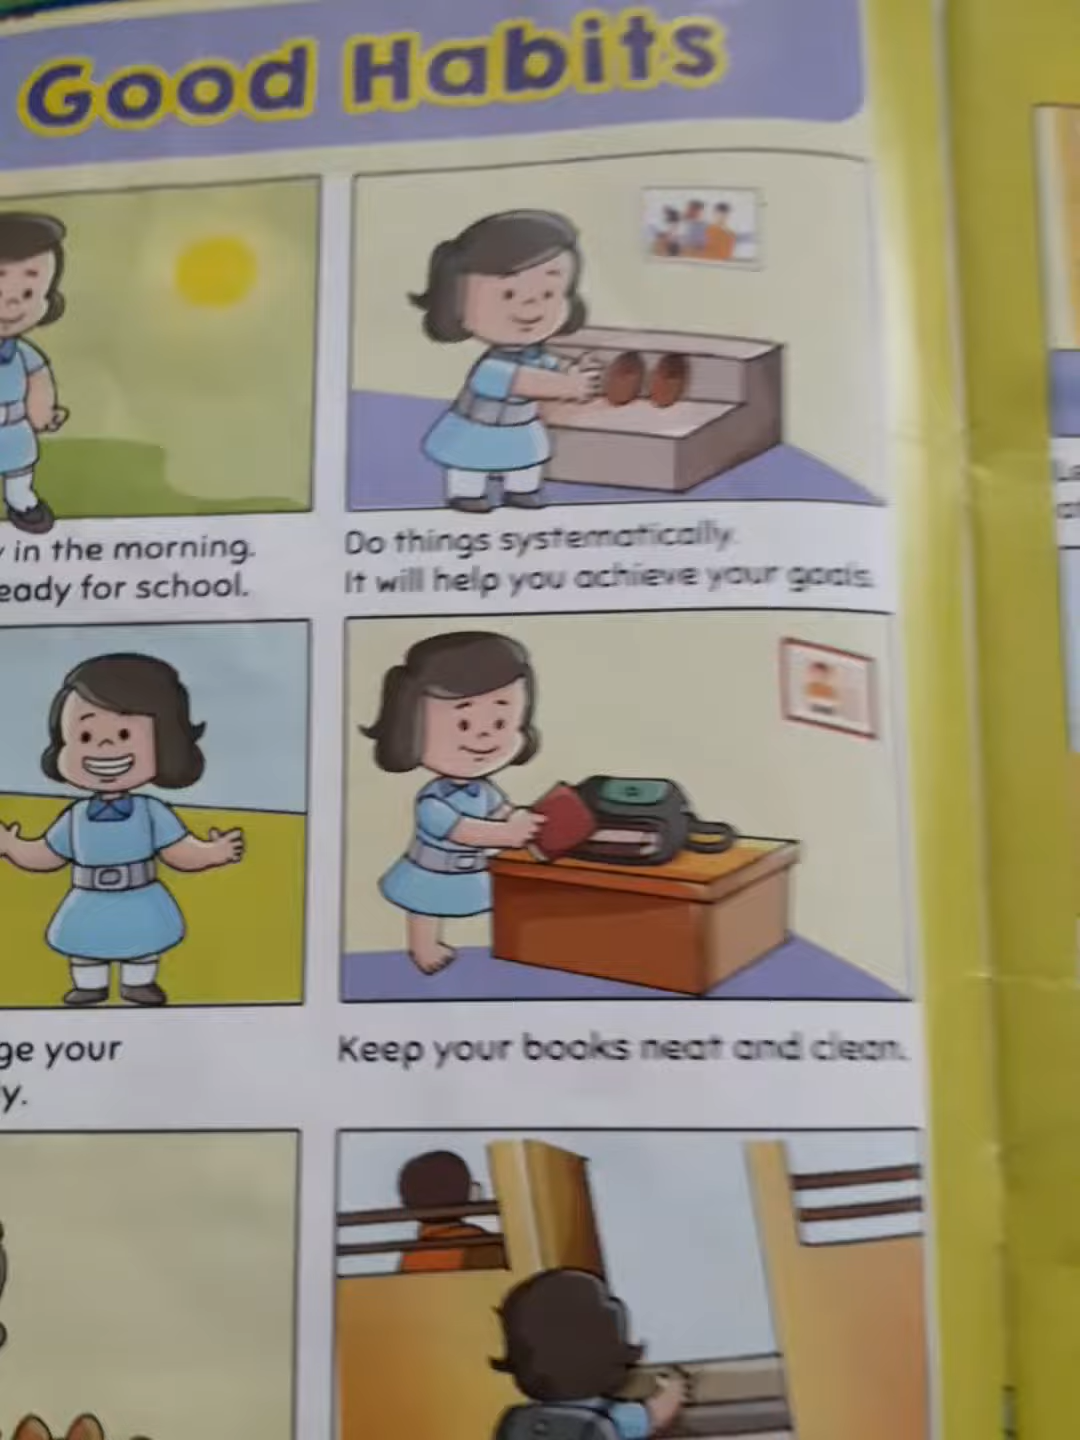 Good Habits
in the morning.
eady for school.
Do things systematically.
It will help you achieve your goals.
ge your
y.
Keep your books neat and clean.